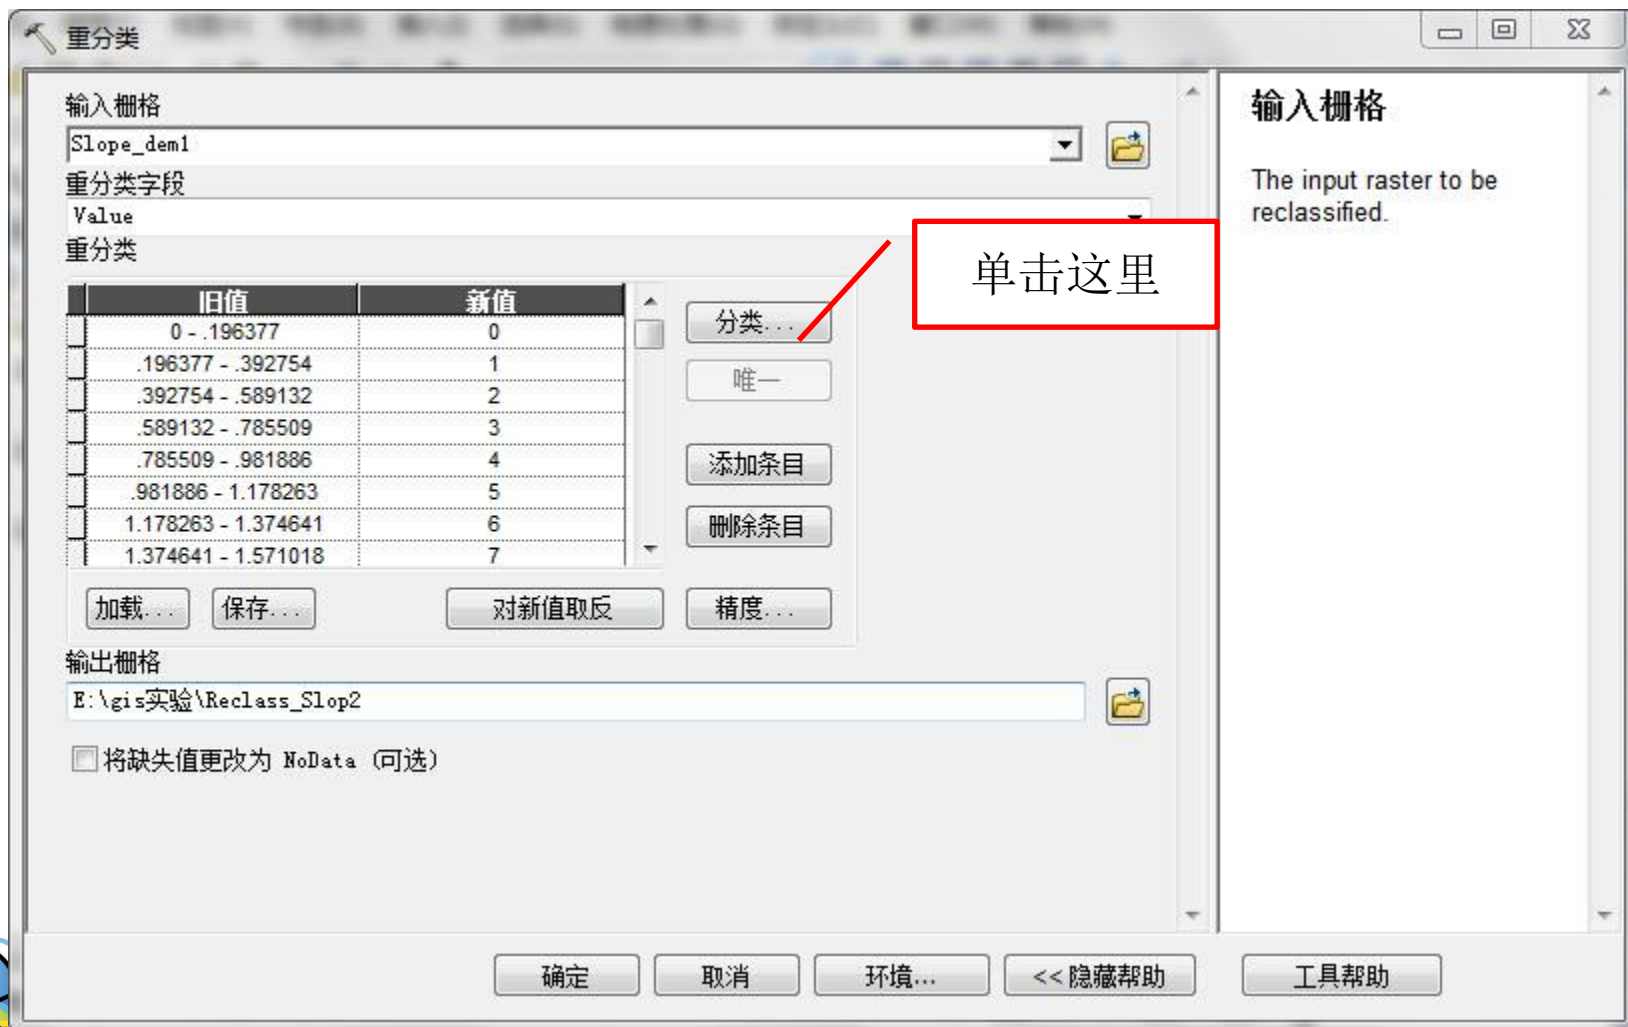 重分类
输入栅格
Slope_dem1
重分类字段
Value
重分类
旧值 新值
0 - .196377 0
.196377 - .392754 1
.392754 - .589132 2
.589132 - .785509 3
.785509 - .981886 4
.981886 - 1.178263 5
1.178263 - 1.374641 6
1.374641 - 1.571018 7
分类...
唯一
添加条目
删除条目
加载... 保存... 对新值取反 精度...
单击这里
输出栅格
E:\gis实验\Reclass_Slop2
将缺失值更改为 NoData (可选)
输入栅格
The input raster to be
reclassified.
确定 取消 环境... << 隐藏帮助 工具帮助